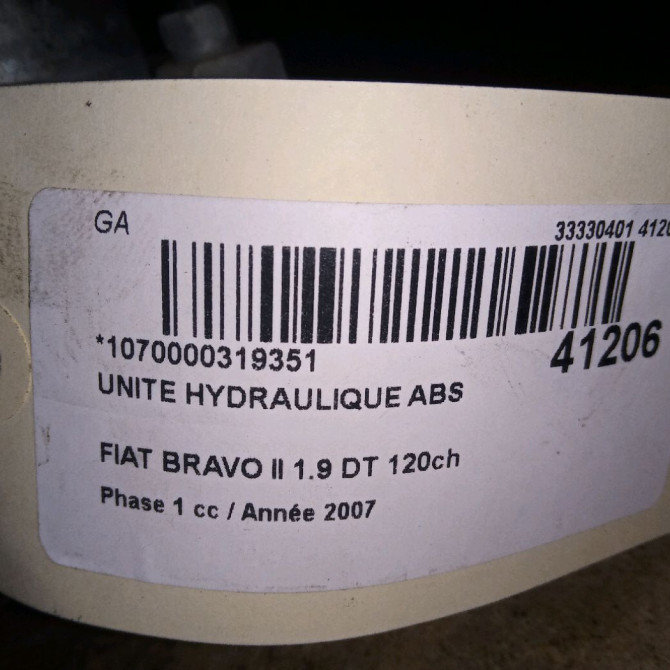 GA
33330401 4120
*1070000319351
41206
UNITE HYDRAULIQUE ABS
FIAT BRAVO II 1.9 DT 120ch
Phase 1 cc / Année 2007